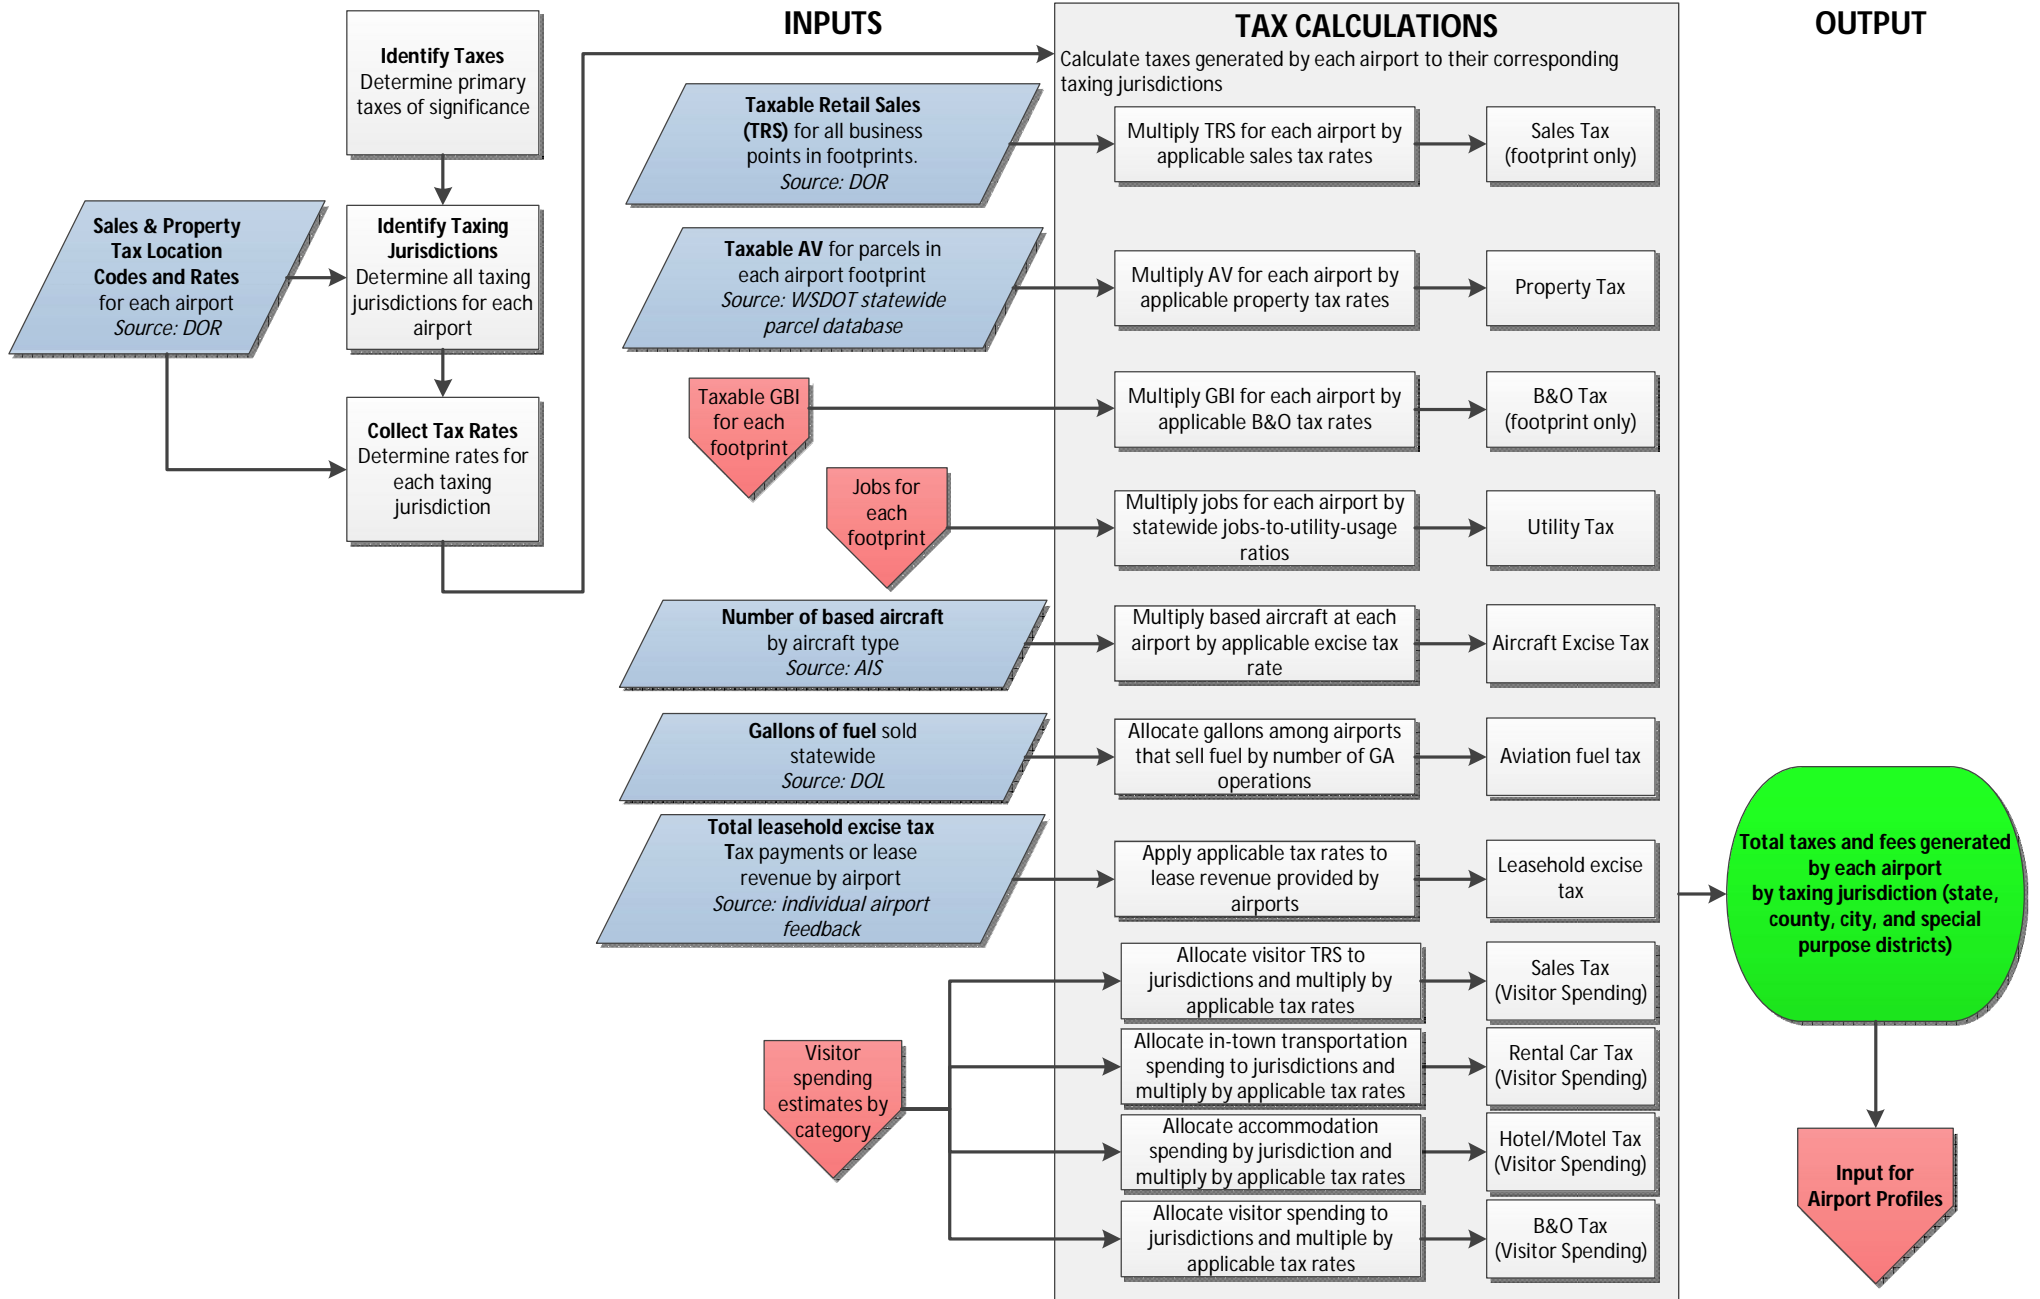 INPUTS
TAX CALCULATIONS
OUTPUT
Calculate taxes generated by each airport to their corresponding
taxing jurisdictions
Identify Taxes
Determine primary
taxes of significance
Sales & Property
Tax Location
Codes and Rates
for each airport
Source: DOR
Identify Taxing
Jurisdictions
Determine all taxing
jurisdictions for each
airport
Collect Tax Rates
Determine rates for
each taxing
jurisdiction
Taxable Retail Sales
(TRS) for all business
points in footprints.
Source: DOR
Multiply TRS for each airport by
applicable sales tax rates
Sales Tax
(footprint only)
Taxable AV for parcels in
each airport footprint
Source: WSDOT statewide
parcel database
Multiply AV for each airport by
applicable property tax rates
Property Tax
Taxable GBI
for each
footprint
Multiply GBI for each airport by
applicable B&O tax rates
B&O Tax
(footprint only)
Jobs for
each
footprint
Multiply jobs for each airport by
statewide jobs-to-utility-usage
ratios
Utility Tax
Number of based aircraft
by aircraft type
Source: AIS
Multiply based aircraft at each
airport by applicable excise tax
rate
Aircraft Excise Tax
Gallons of fuel sold
statewide
Source: DOL
Allocate gallons among airports
that sell fuel by number of GA
operations
Aviation fuel tax
Total leasehold excise tax
Tax payments or lease
revenue by airport
Source: individual airport
feedback
Apply applicable tax rates to
lease revenue provided by
airports
Leasehold excise
tax
Visitor
spending
estimates by
category
Allocate visitor TRS to
jurisdictions and multiply by
applicable tax rates
Sales Tax
(Visitor Spending)
Allocate in-town transportation
spending to jurisdictions and
multiply by applicable tax rates
Rental Car Tax
(Visitor Spending)
Allocate accommodation
spending by jurisdiction and
multiply by applicable tax rates
Hotel/Motel Tax
(Visitor Spending)
Allocate visitor spending to
jurisdictions and multiple by
applicable tax rates
B&O Tax
(Visitor Spending)
Total taxes and fees generated
by each airport
by taxing jurisdiction (state,
county, city, and special
purpose districts)
Input for
Airport Profiles